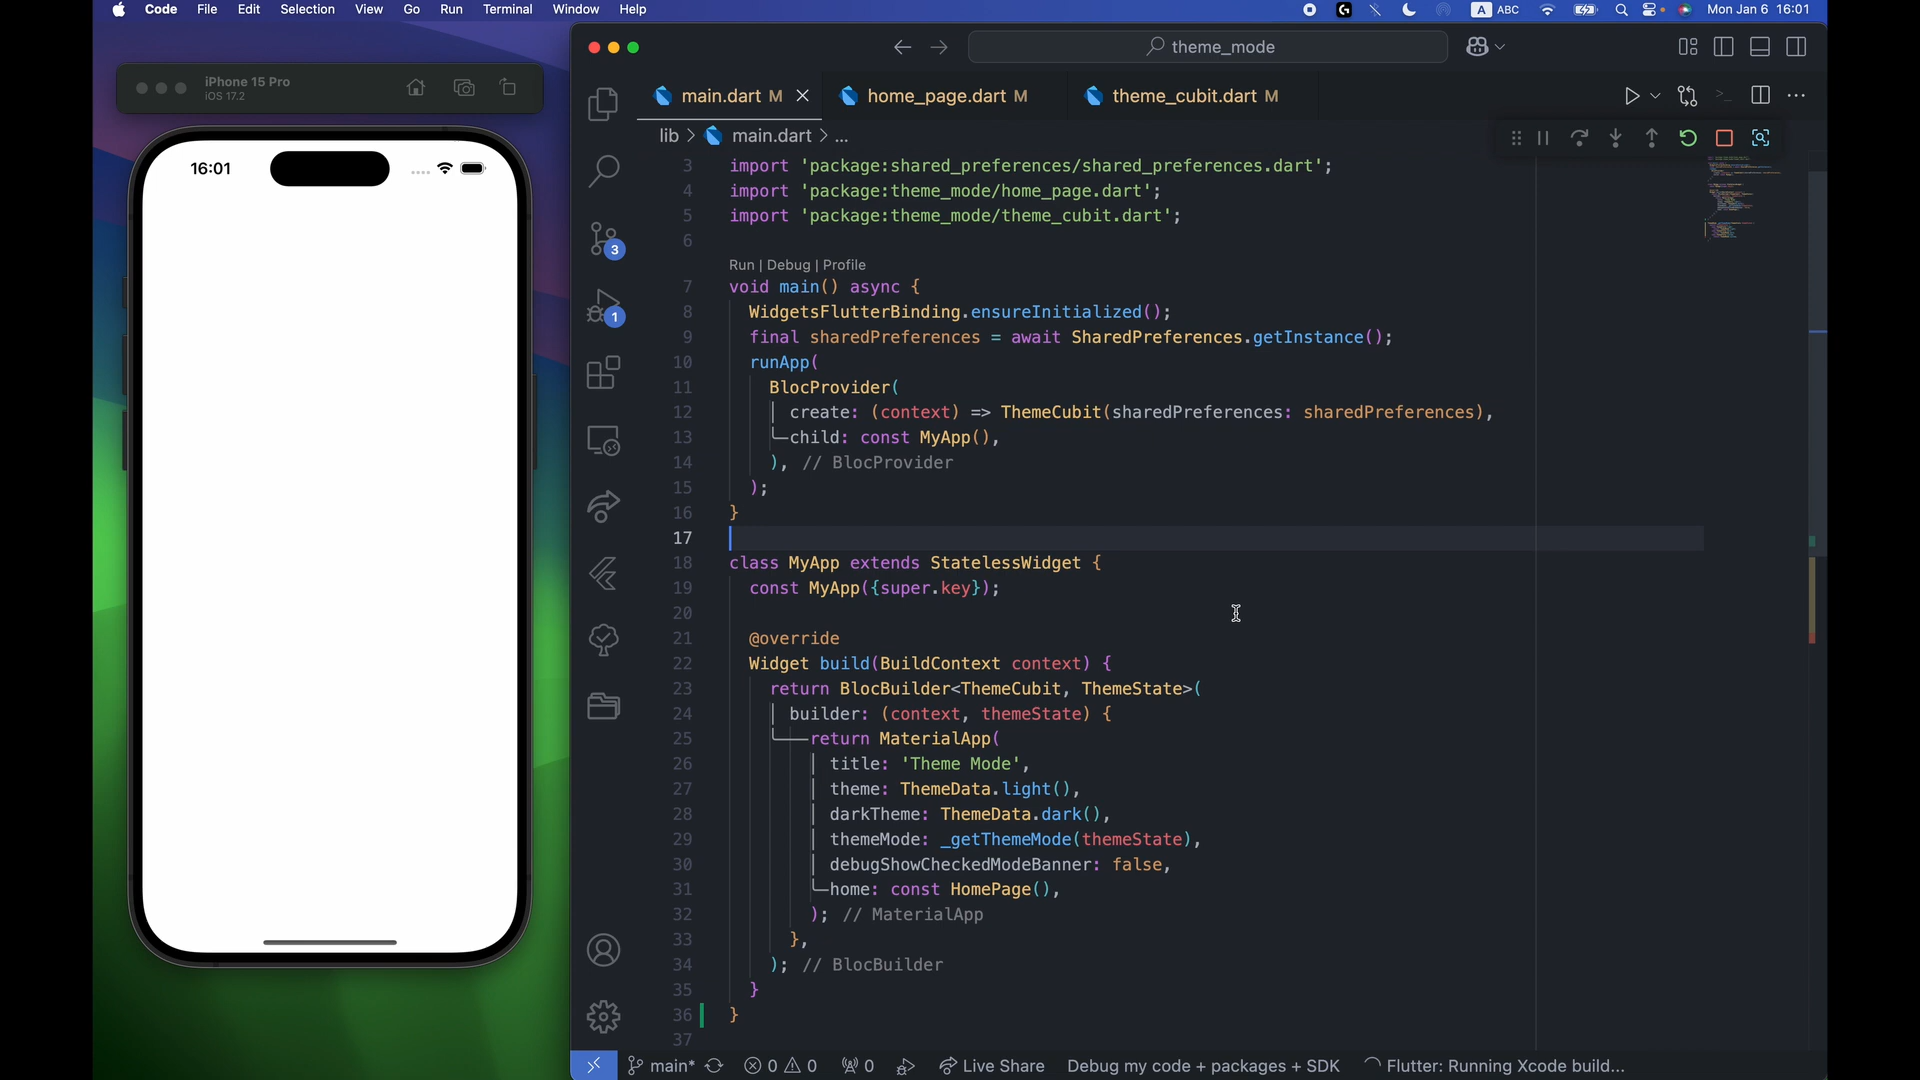 Code File Edit Selection View Go Run Terminal Window Help A ABC Mon Jan 6 16:01
theme_mode
iPhone 15 Pro
iOS 17.2
main.dart M home_page.dart M theme_cubit.dart M
lib > main.dart > ...
16:01
3 import 'package:shared_preferences/shared_preferences.dart';
4 import 'package:theme_mode/home_page.dart';
5 import 'package:theme_mode/theme_cubit.dart';
6
Run | Debug | Profile
7 void main() async {
8 WidgetsFlutterBinding.ensureInitialized();
9 final sharedPreferences = await SharedPreferences.getInstance();
10 runApp(
11 BlocProvider(
12 create: (context) => ThemeCubit(sharedPreferences: sharedPreferences),
13 child: const MyApp(),
14 ), // BlocProvider
15 );
16 }
17
18 class MyApp extends StatelessWidget {
19 const MyApp({super.key});
20
21 @override
22 Widget build(BuildContext context) {
23 return BlocBuilder<ThemeCubit, ThemeState>(
24 builder: (context, themeState) {
25 return MaterialApp(
26 title: 'Theme Mode',
27 theme: ThemeData.light(),
28 darkTheme: ThemeData.dark(),
29 themeMode: _getThemeMode(themeState),
30 debugShowCheckedModeBanner: false,
31 home: const HomePage(),
32 ); // MaterialApp
33 },
34 ); // BlocBuilder
35 }
36 }
37
3
1
main* 0 0 0 Live Share Debug my code + packages + SDK Flutter: Running Xcode build...